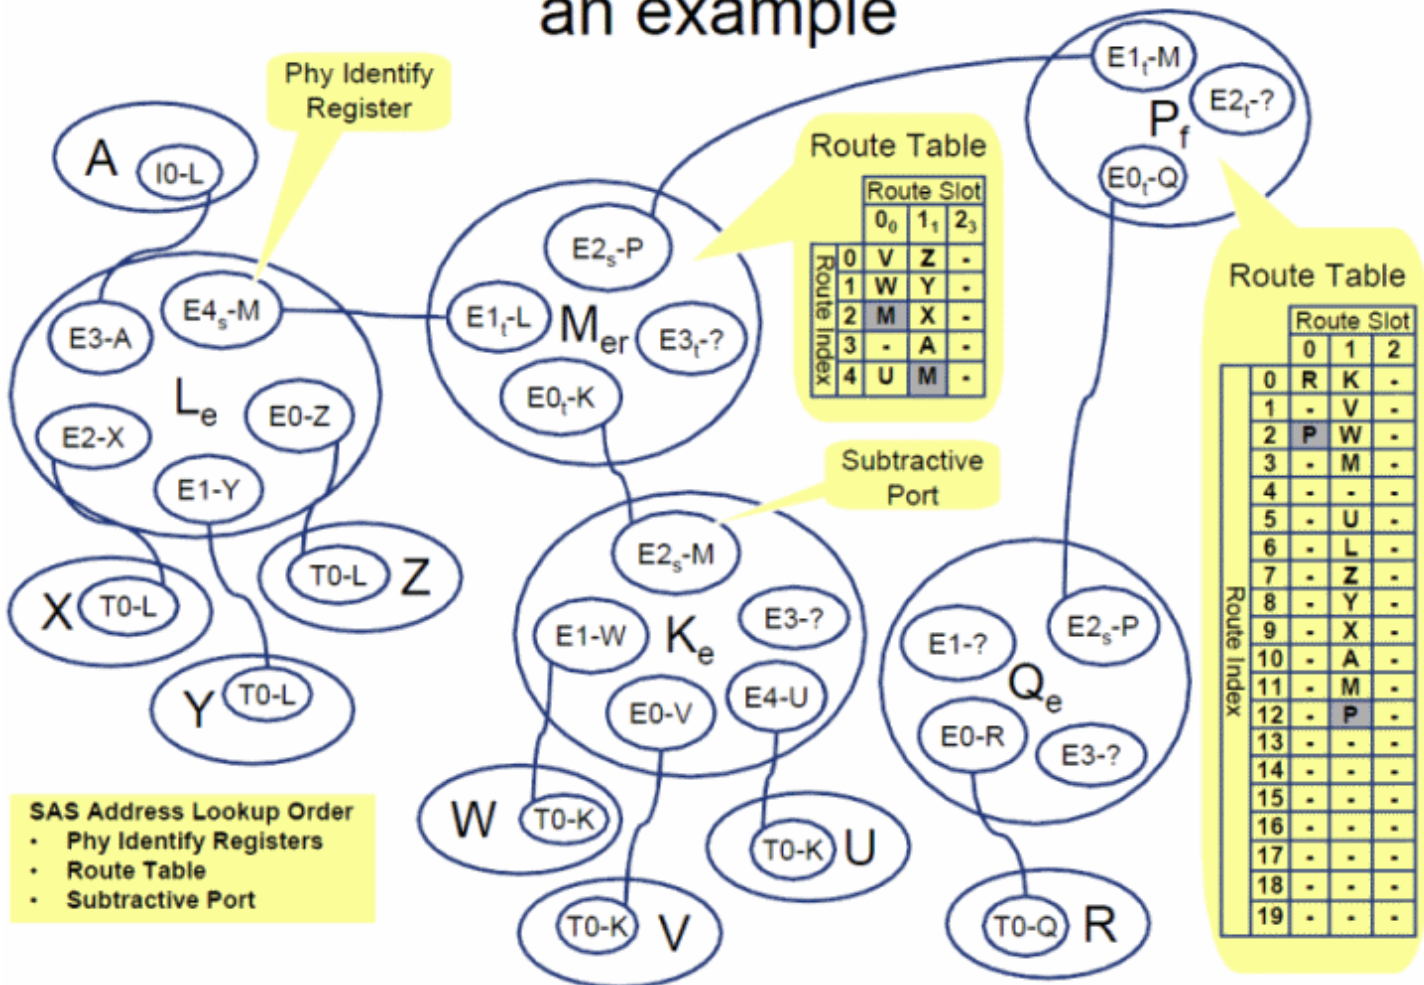 an example
Phy Identify
Register
A
I0-L
E3-A
E4s-M
Le
E2-X
E0-Z
E1-Y
X
T0-L
Y
T0-L
T0-L
Z
E2s-P
E1t-L
Mer
E3t-?
E0t-K
Route Table
Route Slot
00 11 23
Route Index
0 V Z -
1 W Y -
2 M X -
3 - A -
4 U M -
Subtractive
Port
E2s-M
E1-W
Ke
E3-?
E0-V
E4-U
W
T0-K
T0-K
V
T0-K
U
E1t-M
E2t-?
Pf
E0t-Q
E1-?
E2s-P
Qe
E0-R
E3-?
T0-Q
R
Route Table
Route Slot
0 1 2
Route Index
0 R K -
1 - V -
2 P W -
3 - M -
4 - - -
5 - U -
6 - L -
7 - Z -
8 - Y -
9 - X -
10 - A -
11 - M -
12 - P -
13 - - -
14 - - -
15 - - -
16 - - -
17 - - -
18 - - -
19 - - -
SAS Address Lookup Order
• Phy Identify Registers
• Route Table
• Subtractive Port